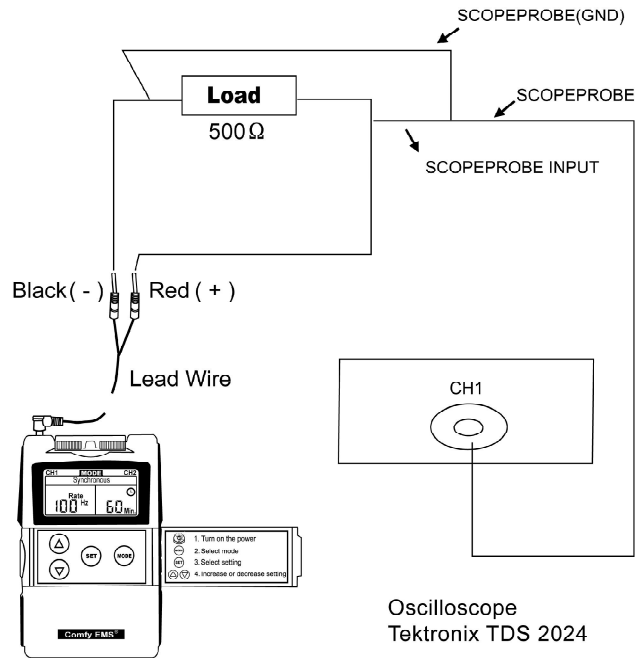 SCOPEPROBE(GND)
Load
500Ω
SCOPEPROBE
SCOPEPROBE INPUT
Black( - ) Red ( + )
Lead Wire
CH1
CH1 MODE CH2
Synchronous
Rate
100 Hz 60 Min.
SET MODE
1. Turn on the power
2. Select mode
SET 3. Select setting
4. Increase or decrease setting
Comfy EMS
Oscilloscope
Tektronix TDS 2024